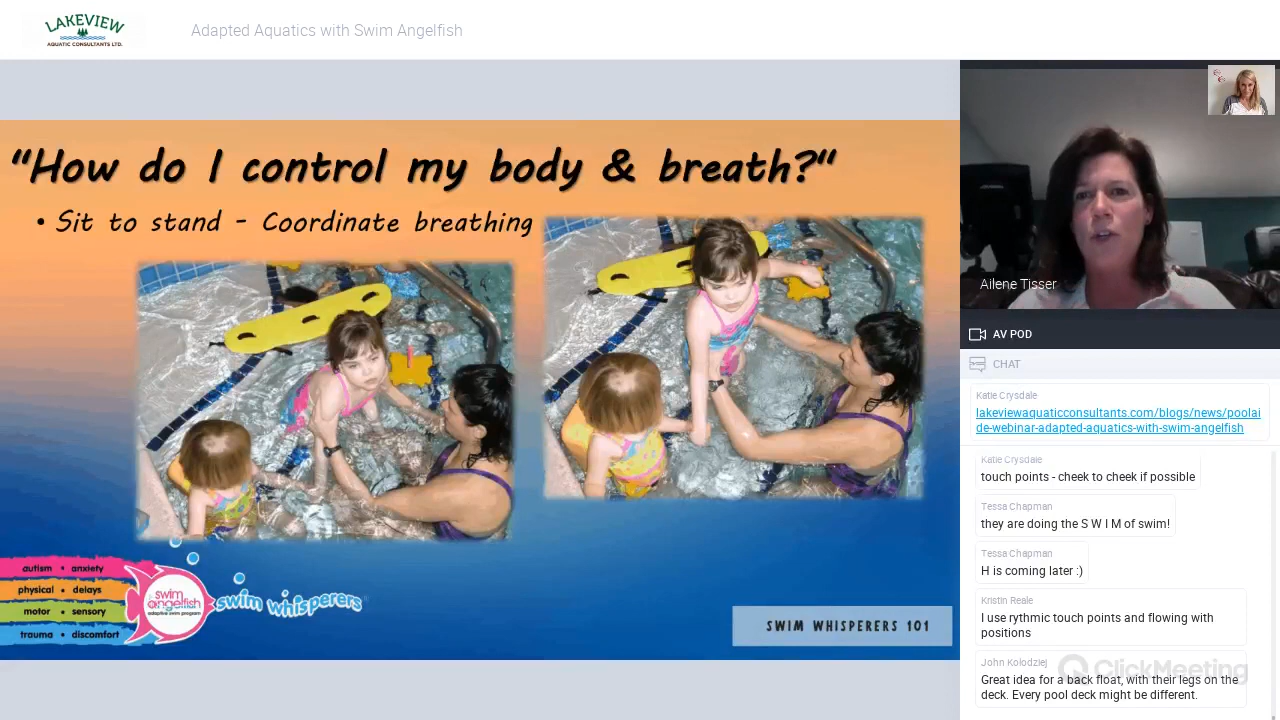 LAKEVIEW
AQUATIC CONSULTANTS LTD.
Adapted Aquatics with Swim Angelfish
"How do I control my body & breath?"
• Sit to stand - Coordinate breathing
autism • anxiety
physical • delays
motor • sensory
trauma • discomfort
swim
angelfish
adaptive swim program
swim whisperers
SWIM WHISPERERS 101
Ailene Tisser
AV POD
CHAT
Katie Crysdale
lakeviewaquaticconsultants.com/blogs/news/poolai
de-webinar-adapted-aquatics-with-swim-angelfish
Katie Crysdale
touch points - cheek to cheek if possible
Tessa Chapman
they are doing the S W I M of swim!
Tessa Chapman
H is coming later :)
Kristin Reale
I use rythmic touch points and flowing with
positions
John Kolodziej
Great idea for a back float, with their legs on the
deck. Every pool deck might be different.
ClickMeeting